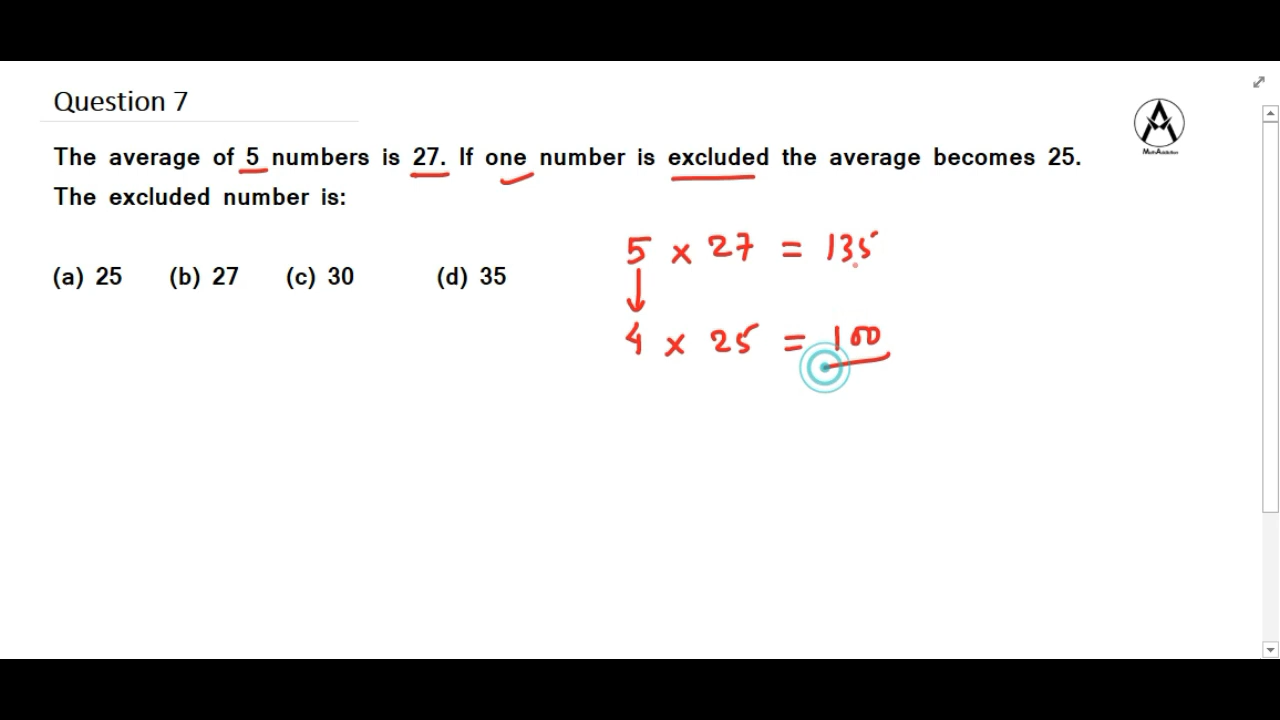 Question 7
The average of 5 numbers is 27. If one number is excluded the average becomes 25.
The excluded number is:
(a) 25 (b) 27 (c) 30 (d) 35
5 × 27 = 135
4 × 25 = 100
MathAddiction